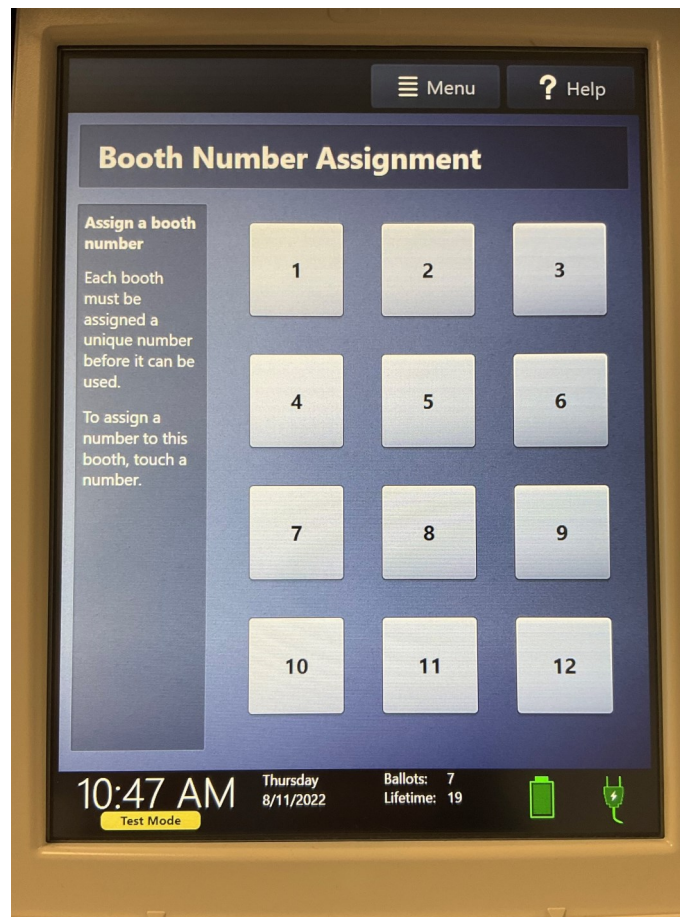 Menu
? Help
Booth Number Assignment
Assign a booth
number
Each booth
must be
assigned a
unique number
before it can be
used.
To assign a
number to this
booth, touch a
number.
1
2
3
4
5
6
7
8
9
10
11
12
10:47 AM
Test Mode
Thursday
8/11/2022
Ballots: 7
Lifetime: 19